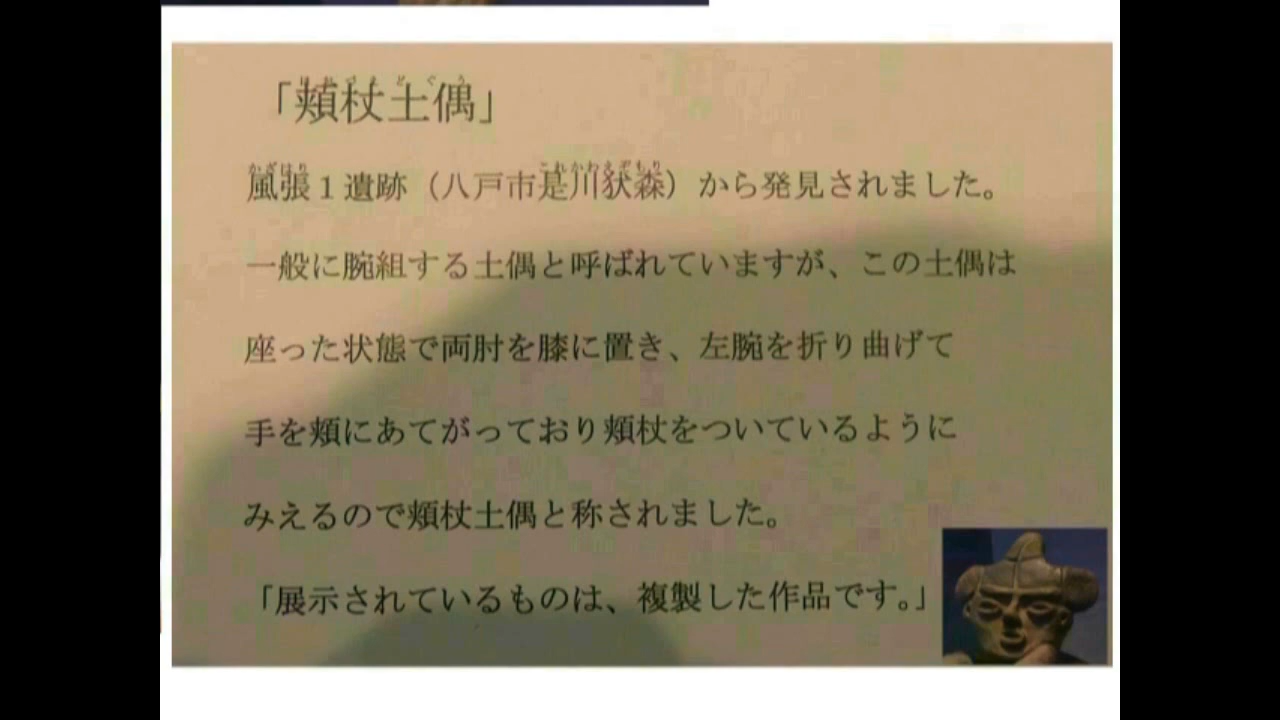 「頬杖土偶」
風張1遺跡（八戸市是川狄森）から発見されました。
一般に腕組する土偶と呼ばれていますが、この土偶は
座った状態で両肘を膝に置き、左腕を折り曲げて
手を頬にあてがっており頬杖をついているように
みえるので頬杖土偶と称されました。
「展示されているものは、複製した作品です。」